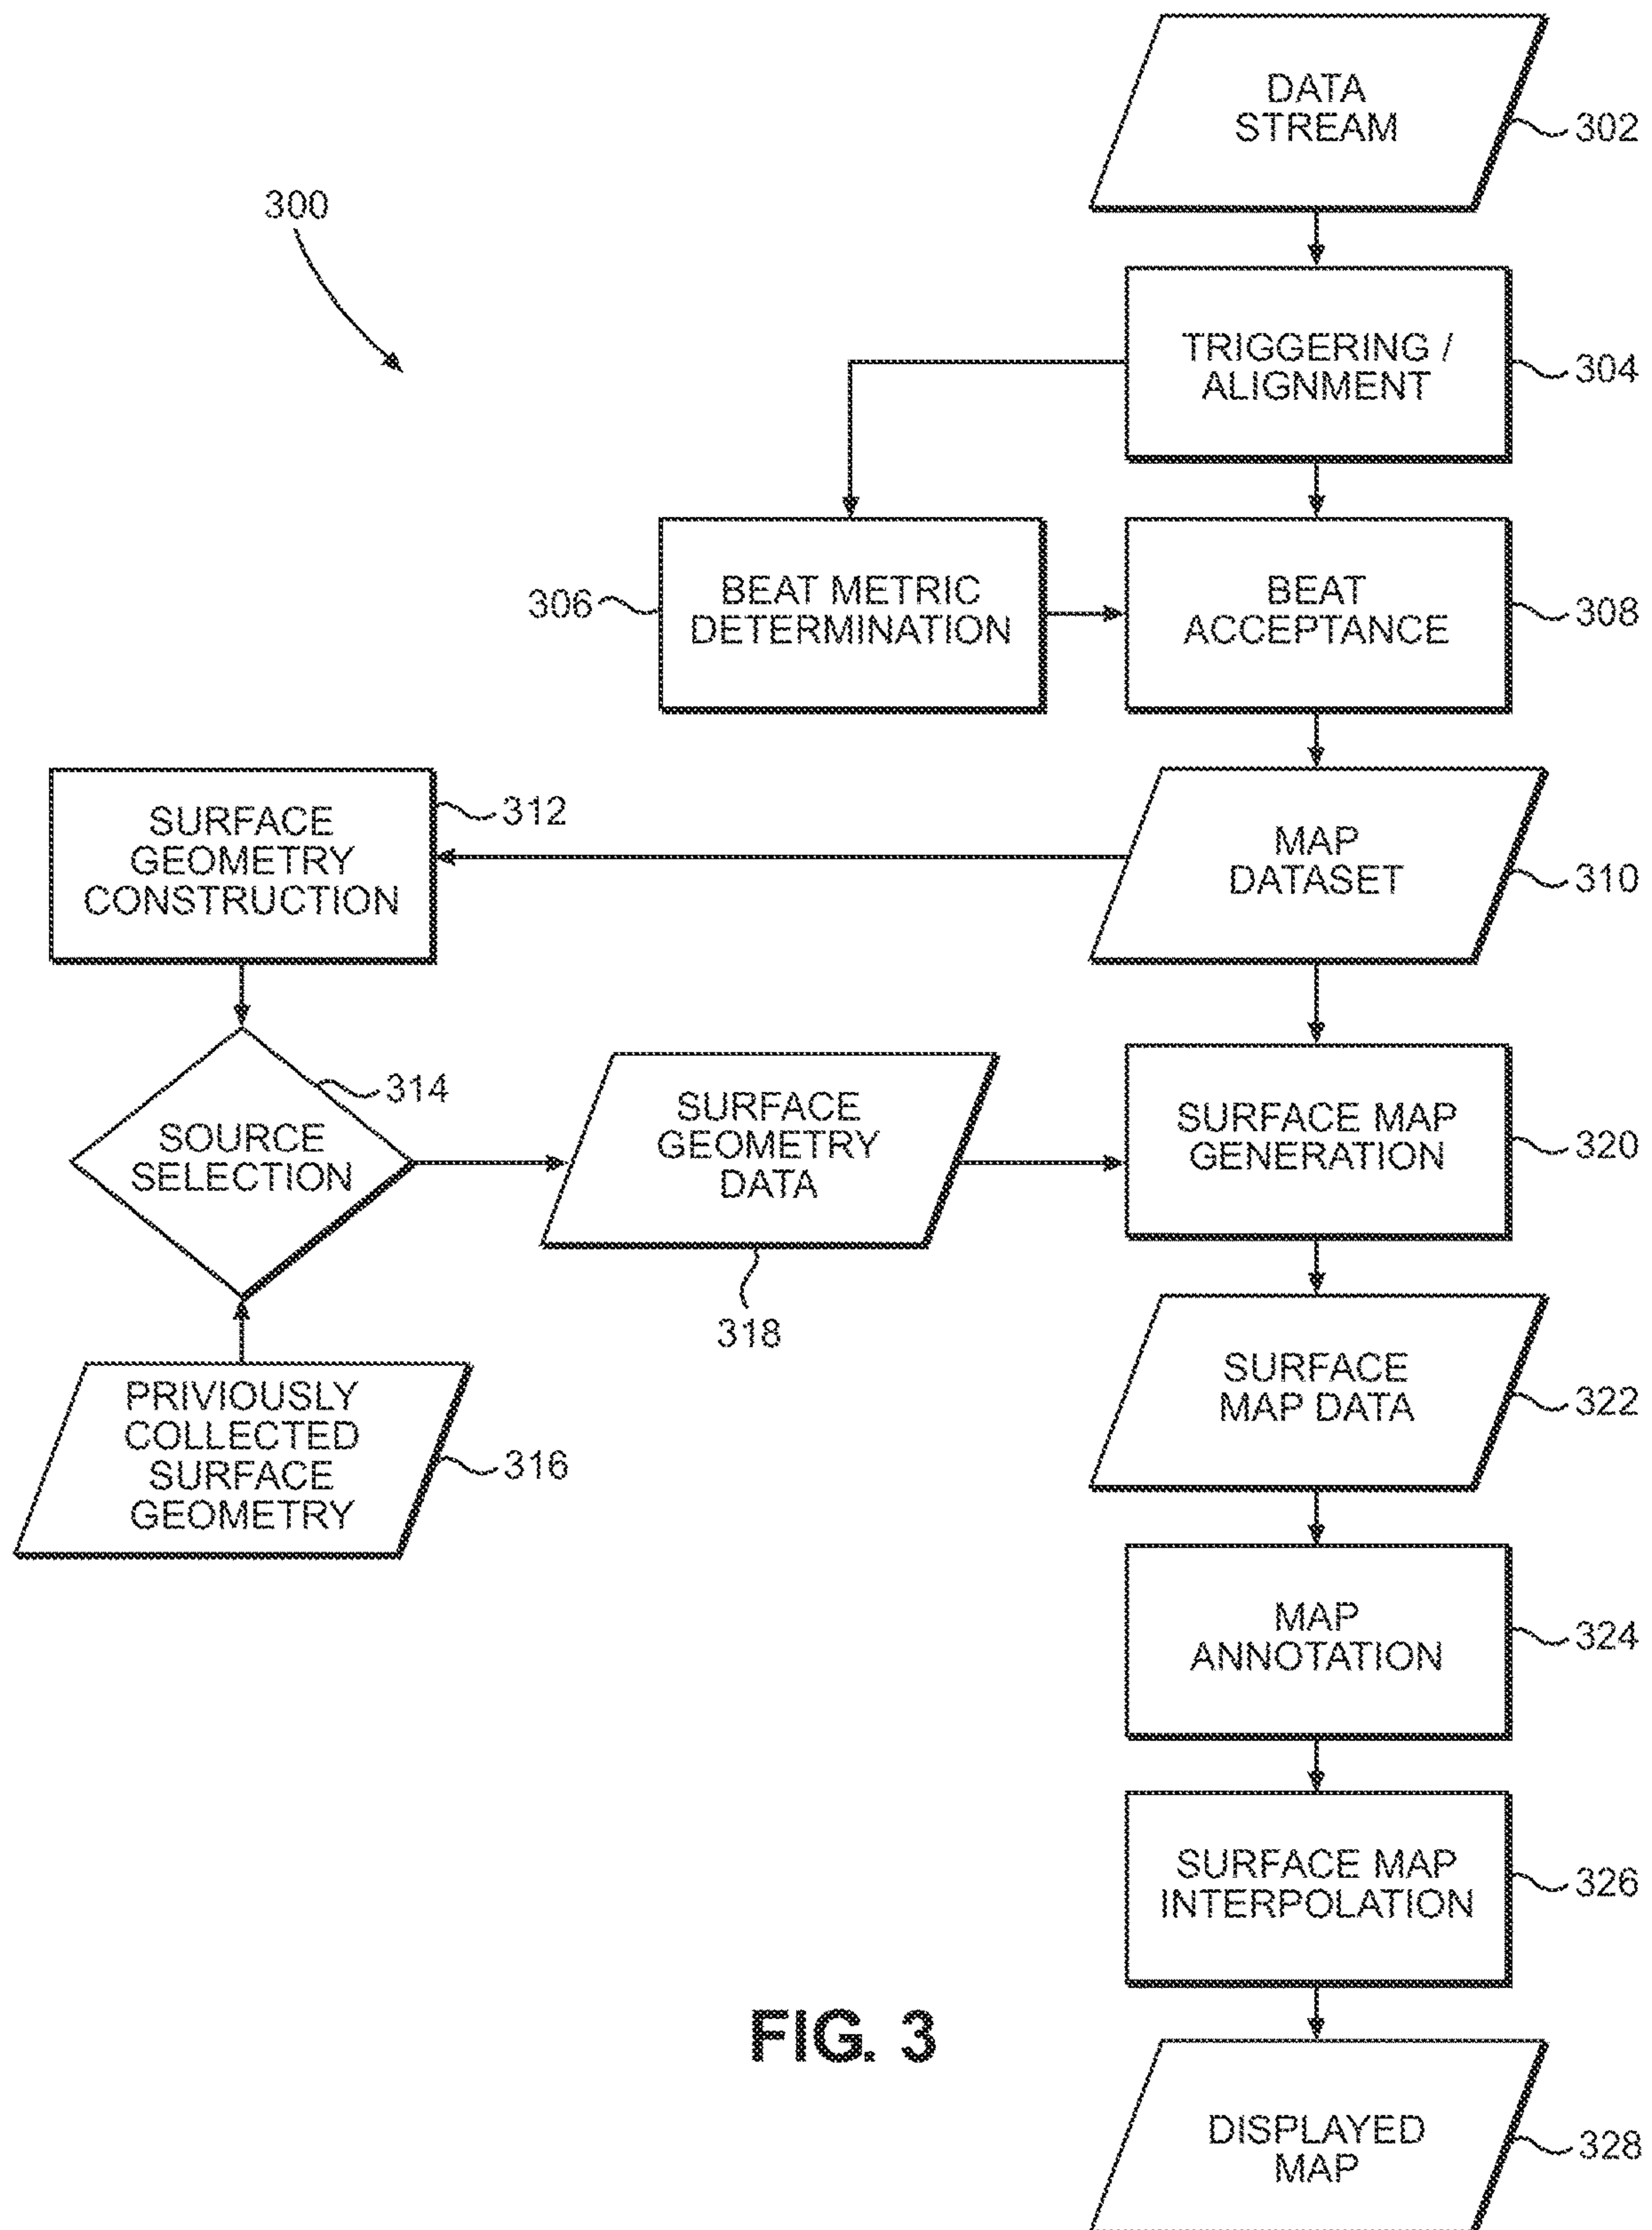 DATA
STREAM
302
300
TRIGGERING /
ALIGNMENT
304
306
BEAT METRIC
DETERMINATION
BEAT
ACCEPTANCE
308
SURFACE
GEOMETRY
CONSTRUCTION
312
MAP
DATASET
310
314
SOURCE
SELECTION
SURFACE
GEOMETRY
DATA
318
SURFACE MAP
GENERATION
320
PRIVIOUSLY
COLLECTED
SURFACE
GEOMETRY
316
SURFACE
MAP DATA
322
MAP
ANNOTATION
324
SURFACE MAP
INTERPOLATION
326
FIG. 3
DISPLAYED
MAP
328